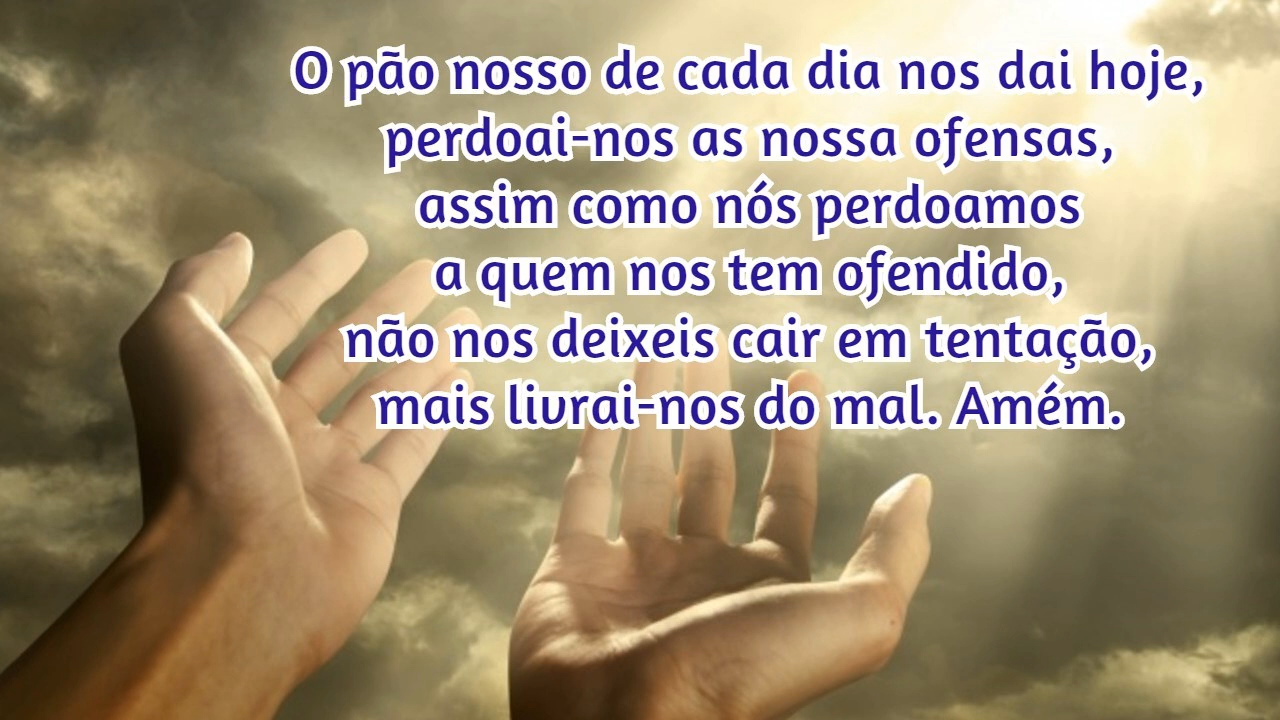 O pão nosso de cada dia nos dai hoje,
perdoai-nos as nossa ofensas,
assim como nós perdoamos
a quem nos tem ofendido,
não nos deixeis cair em tentação,
mais livrai-nos do mal. Amém.